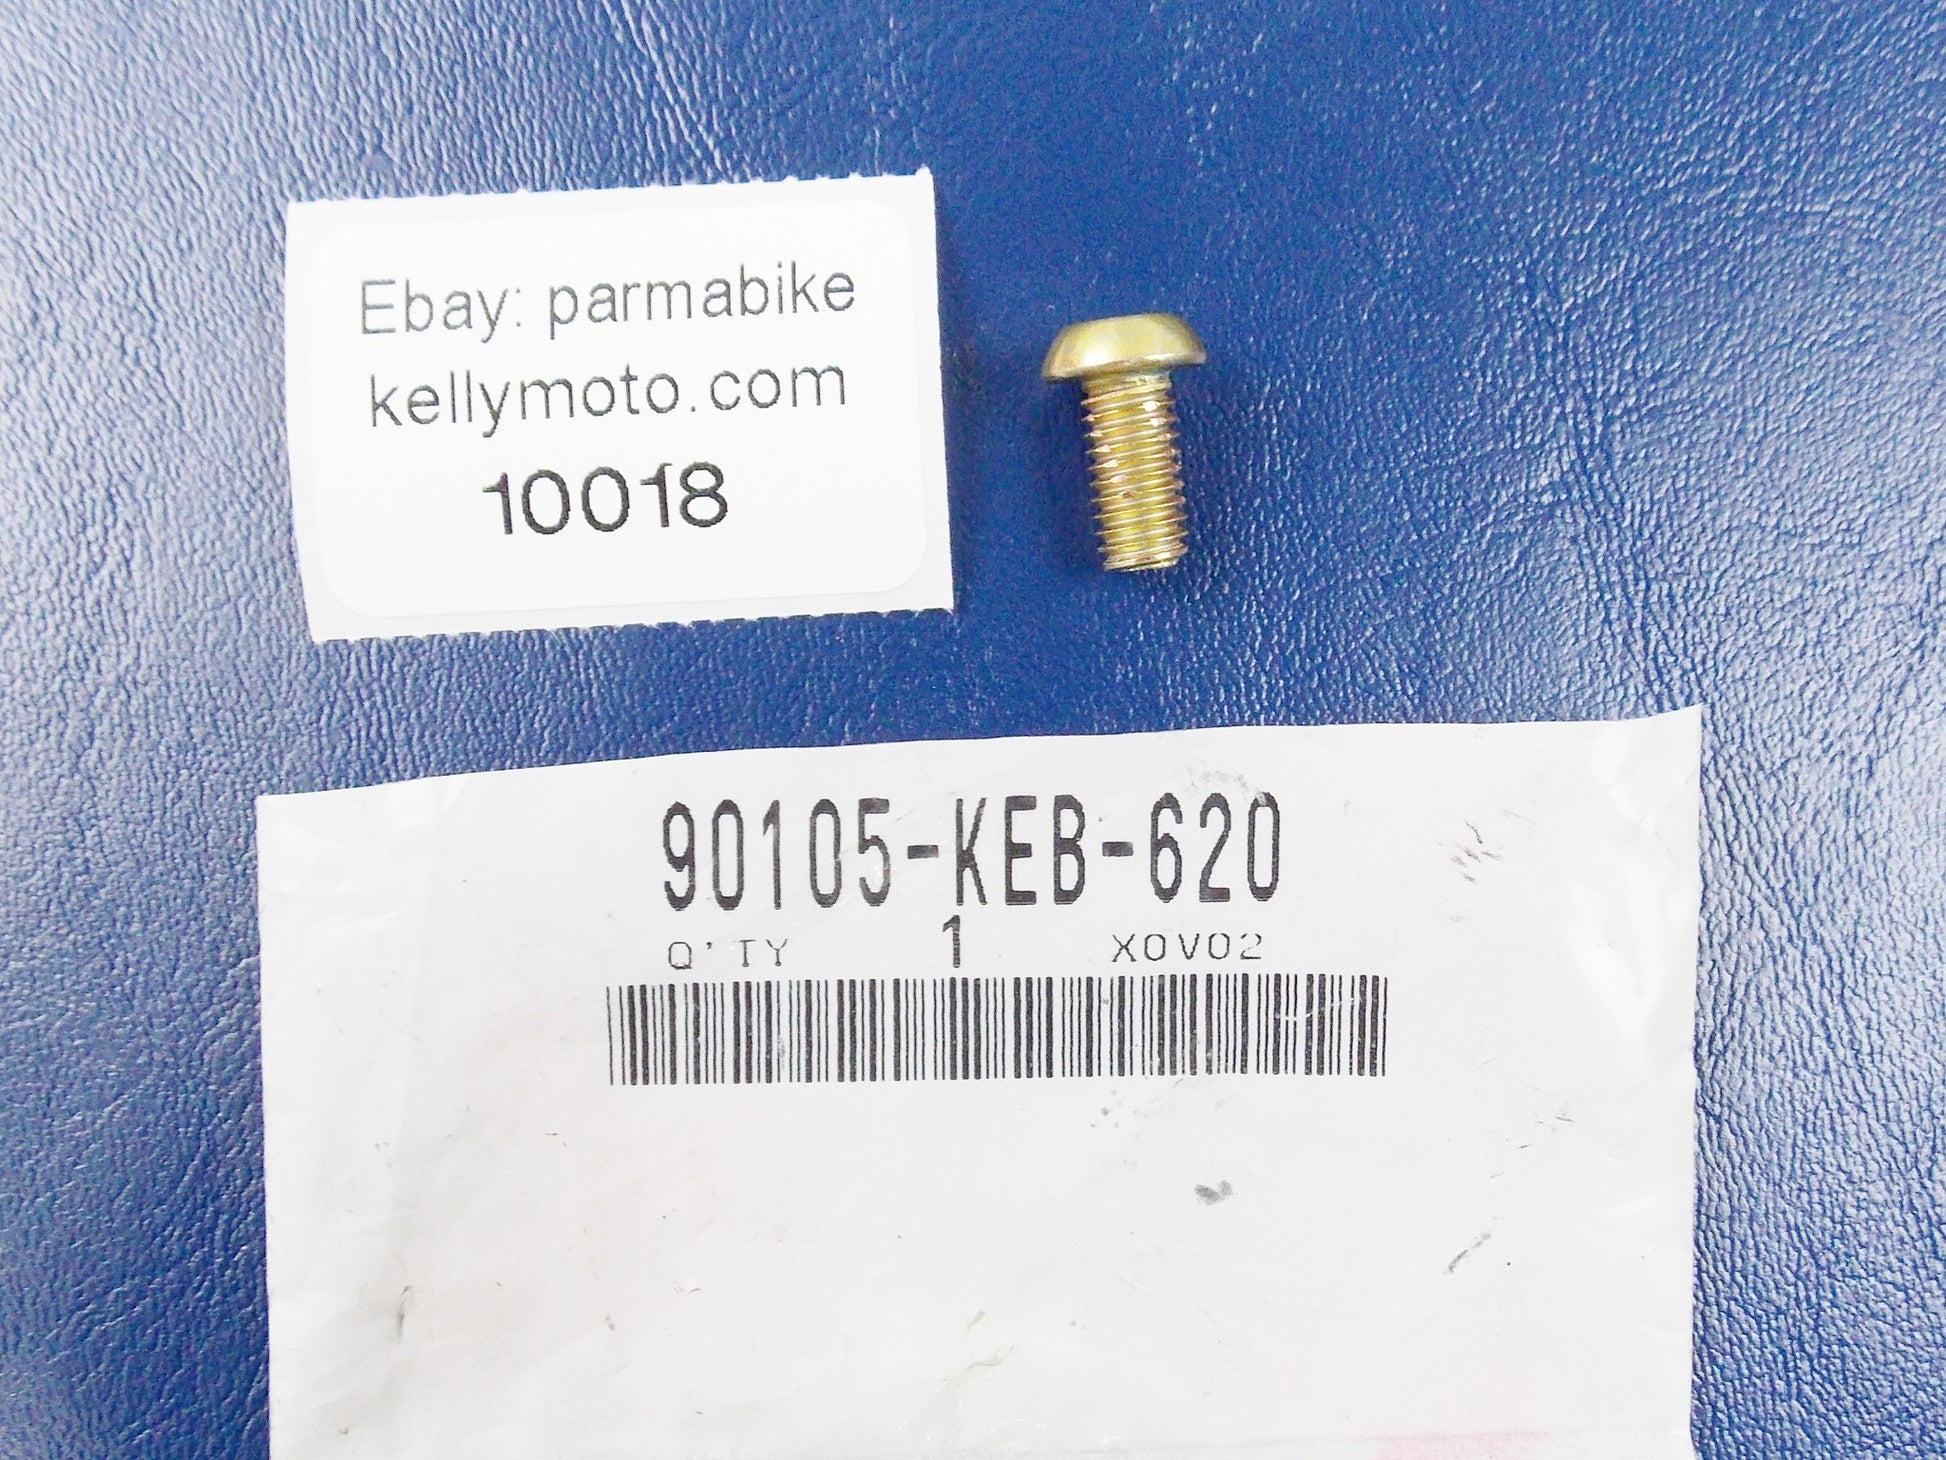 Ebay: parmabike
kellymoto.com
10018
90105-KEB-620
Q'TY 1 X0V02